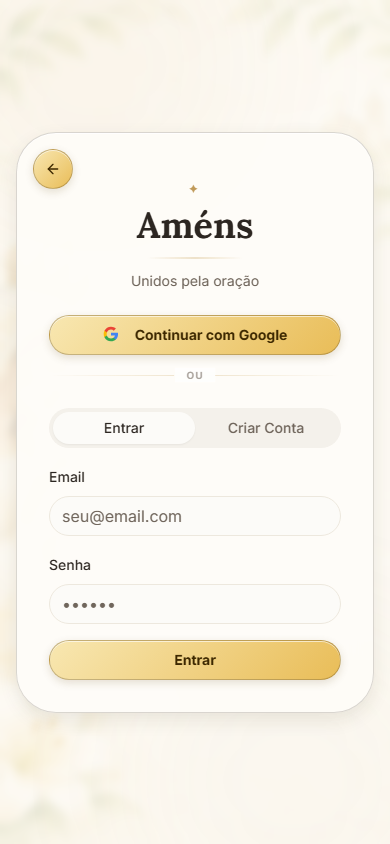 Améns
Unidos pela oração
Continuar com Google
OU
Entrar
Criar Conta
Email
seu@email.com
Senha
••••••
Entrar